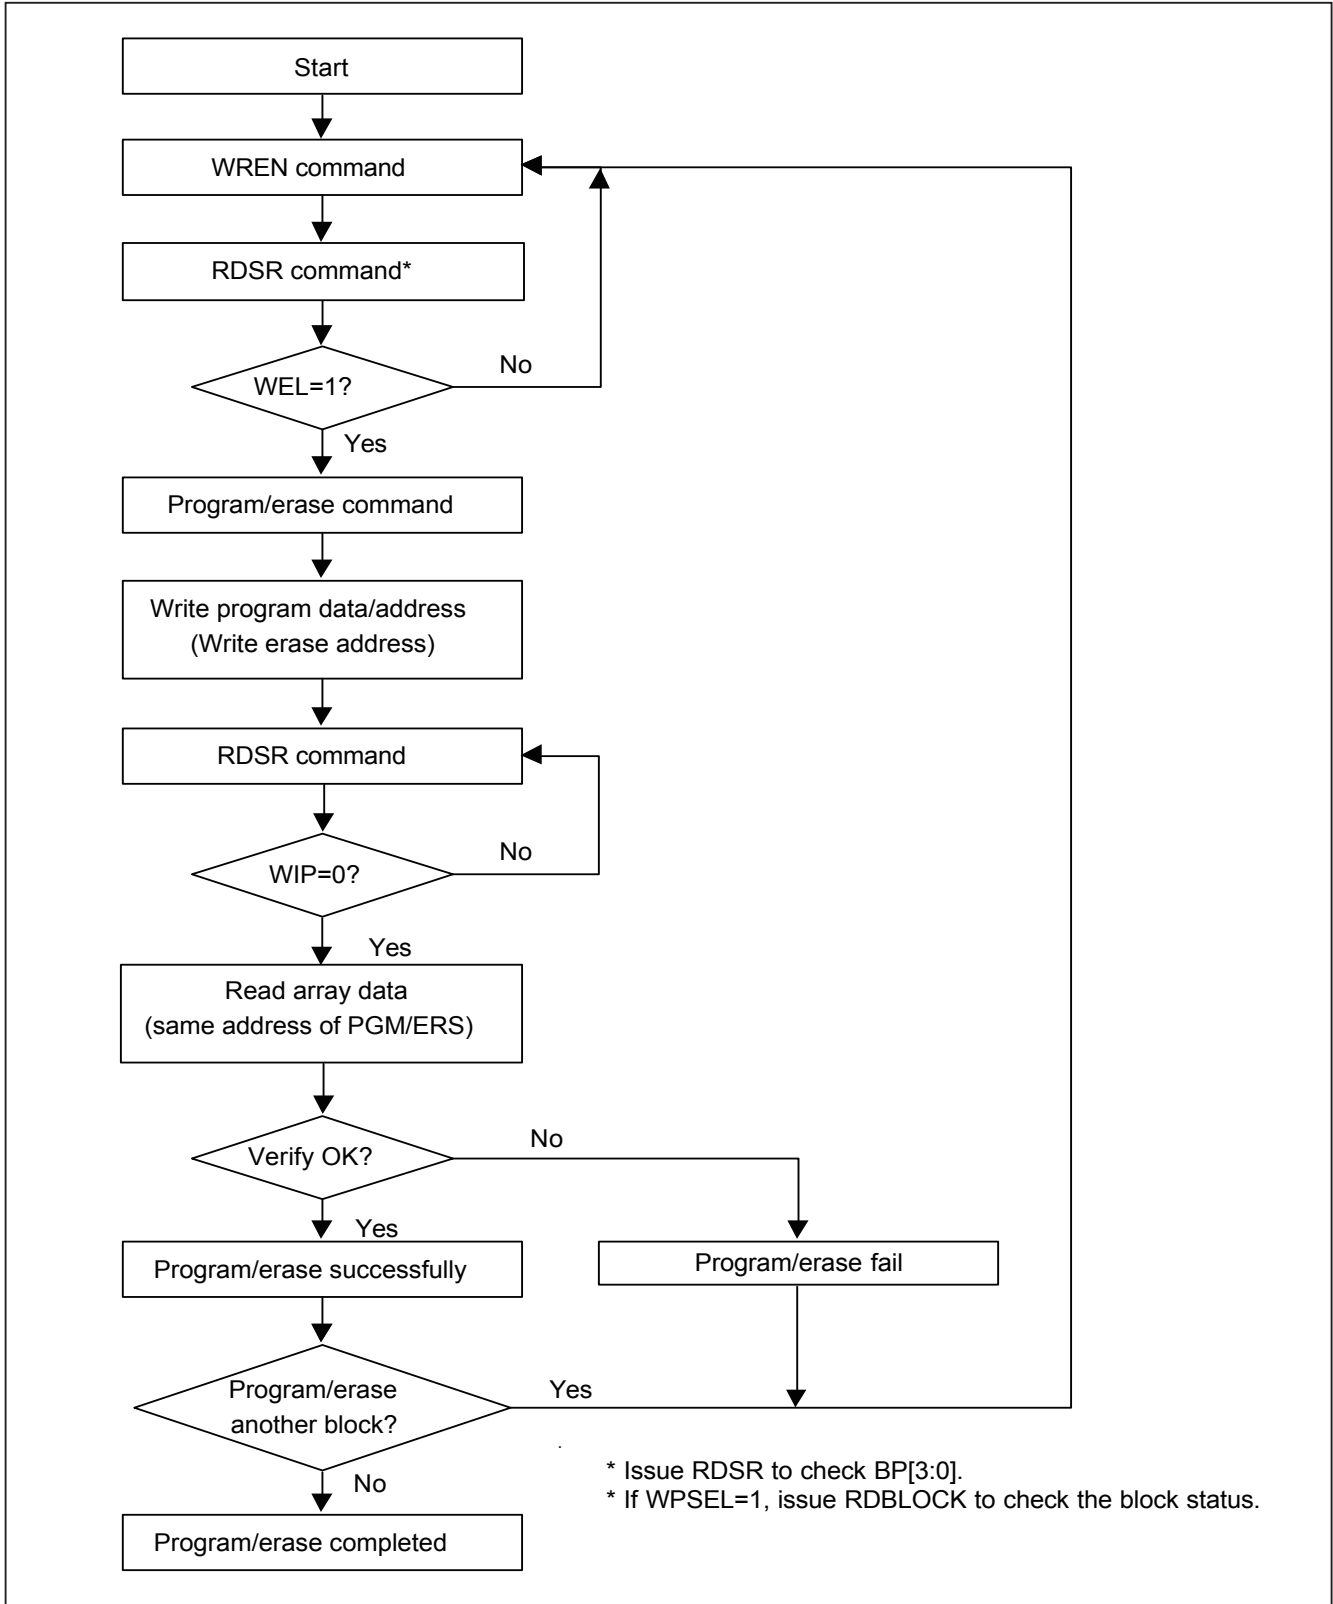 Start
WREN command
RDSR command*
WEL=1?
No
Yes
Program/erase command
Write program data/address
(Write erase address)
RDSR command
WIP=0?
No
Yes
Read array data
(same address of PGM/ERS)
Verify OK?
No
Yes
Program/erase successfully
Program/erase fail
Program/erase
another block?
Yes
No
* Issue RDSR to check BP[3:0].
* If WPSEL=1, issue RDBLOCK to check the block status.
Program/erase completed